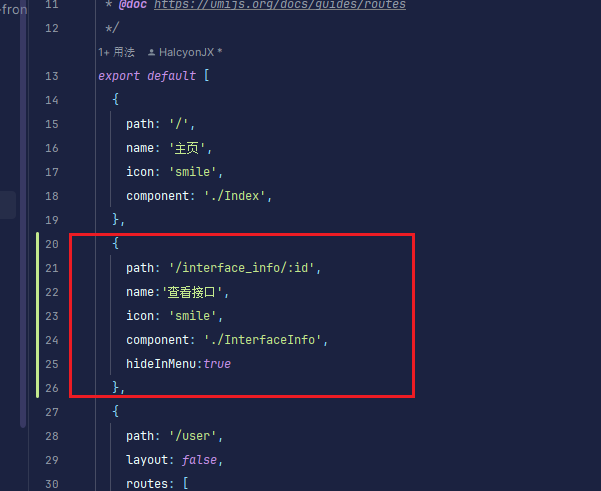 -fron
11 * @doc https://umijs.org/docs/guides/routes
12 */
1+ 用法 HalcyonJX *
13 export default [
14 {
15 path: '/',
16 name: '主页',
17 icon: 'smile',
18 component: './Index',
19 },
20 {
21 path: '/interface_info/:id',
22 name:'查看接口',
23 icon: 'smile',
24 component: './InterfaceInfo',
25 hideInMenu:true
26 },
27 {
28 path: '/user',
29 layout: false,
30 routes: [